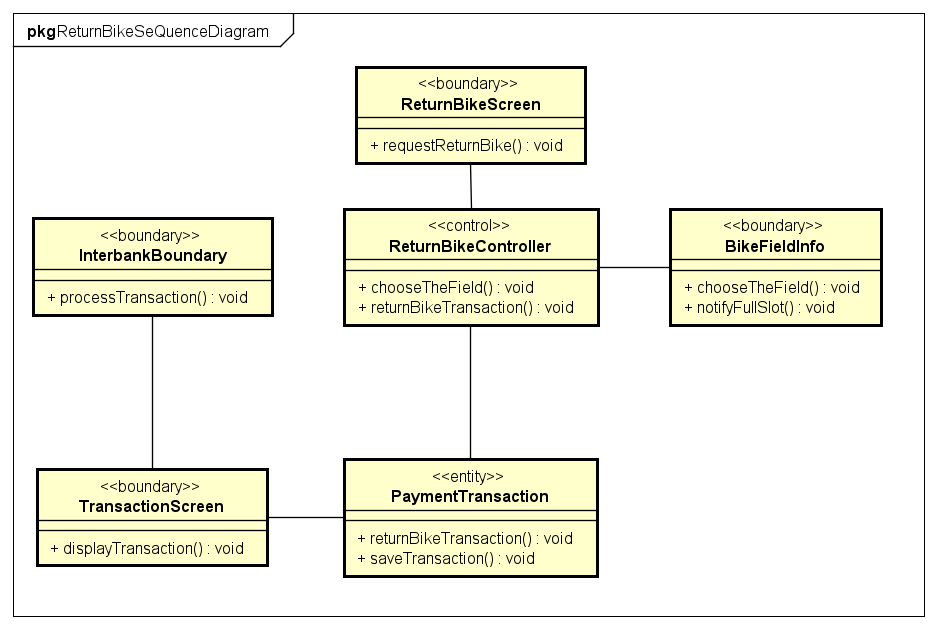 pkgReturnBikeSeQuenceDiagram
<<boundary>>
ReturnBikeScreen
+ requestReturnBike() : void
<<boundary>>
InterbankBoundary
+ processTransaction() : void
<<control>>
ReturnBikeController
+ chooseTheField() : void
+ returnBikeTransaction() : void
<<boundary>>
BikeFieldInfo
+ chooseTheField() : void
+ notifyFullSlot() : void
<<boundary>>
TransactionScreen
+ displayTransaction() : void
<<entity>>
PaymentTransaction
+ returnBikeTransaction() : void
+ saveTransaction() : void